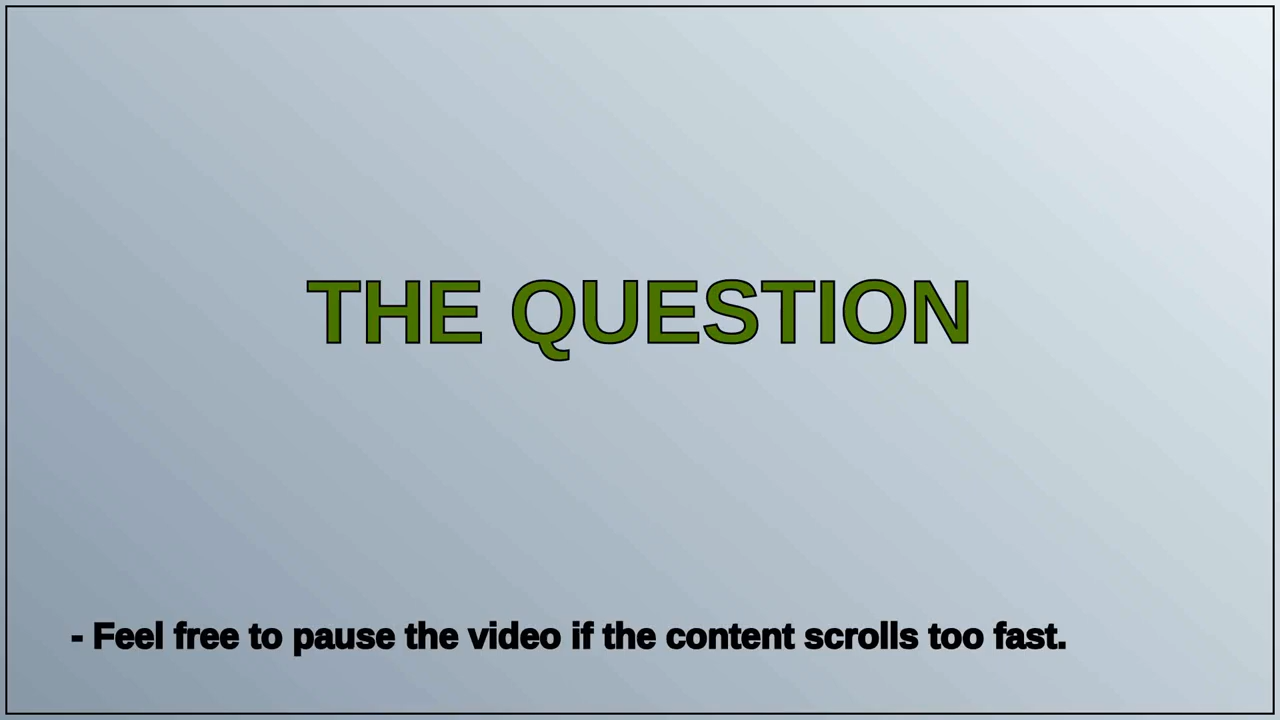 THE QUESTION
- Feel free to pause the video if the content scrolls too fast.